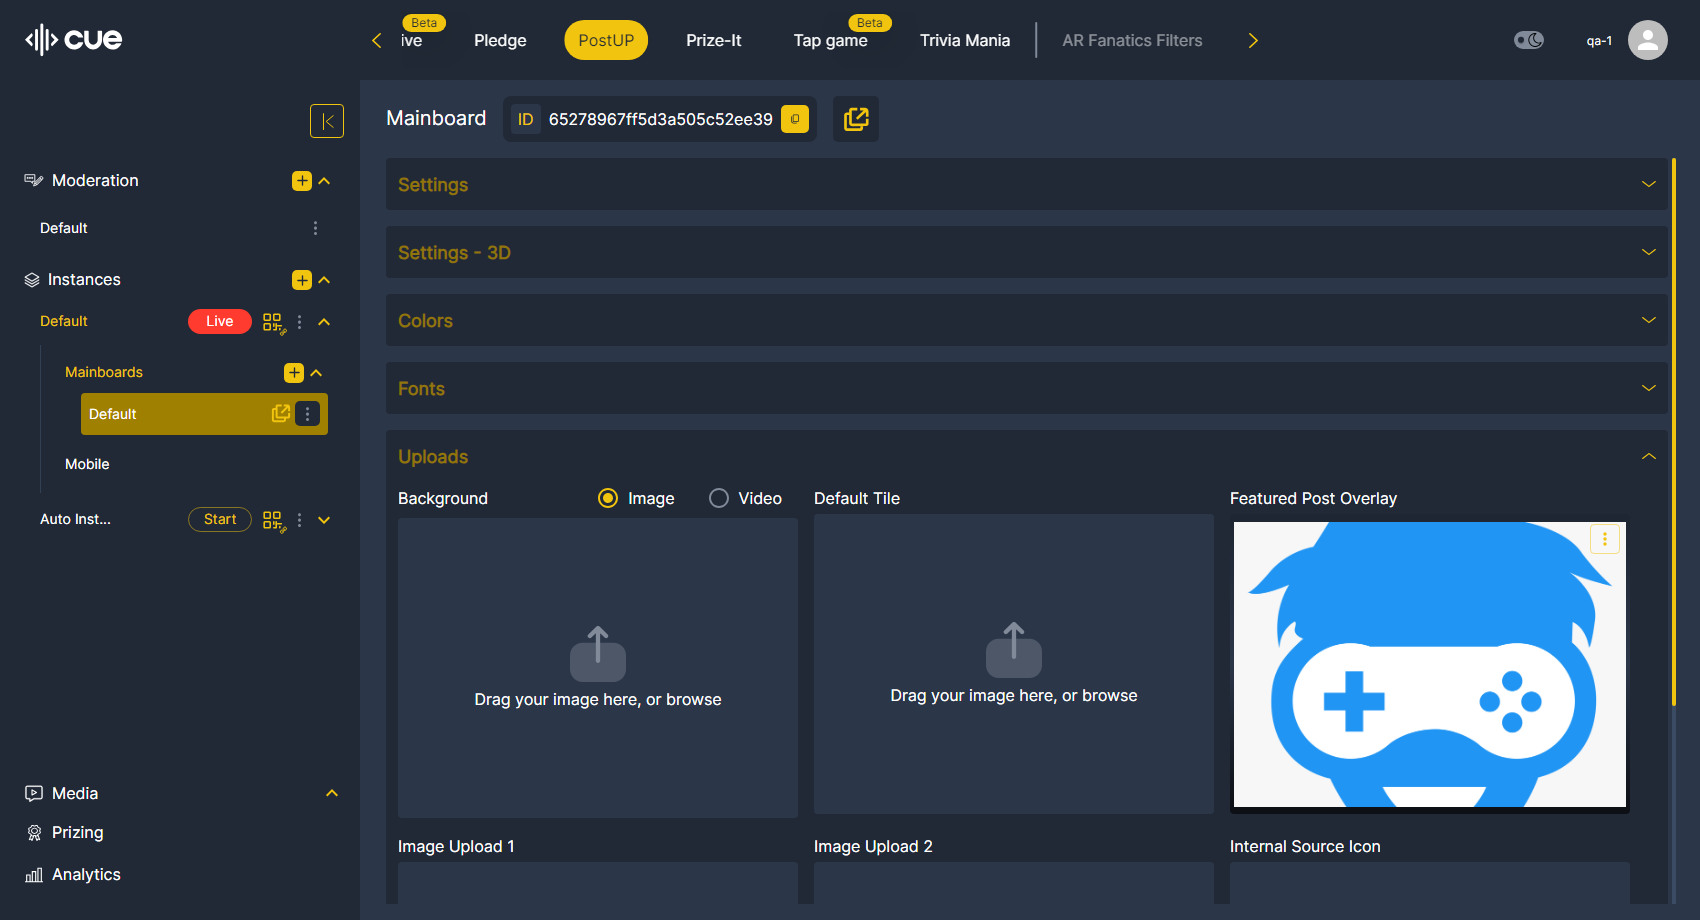 cue
Beta
ive
Pledge
PostUP
Prize-It
Beta
Tap game
Trivia Mania
AR Fanatics Filters
qa-1
Mainboard
ID 65278967ff5d3a505c52ee39
Moderation
Default
Instances
Default
Live
Mainboards
Default
Mobile
Auto Inst...
Start
Media
Prizing
Analytics
Settings
Settings - 3D
Colors
Fonts
Uploads
Background
Image
Video
Default Tile
Featured Post Overlay
Drag your image here, or browse
Drag your image here, or browse
Image Upload 1
Image Upload 2
Internal Source Icon